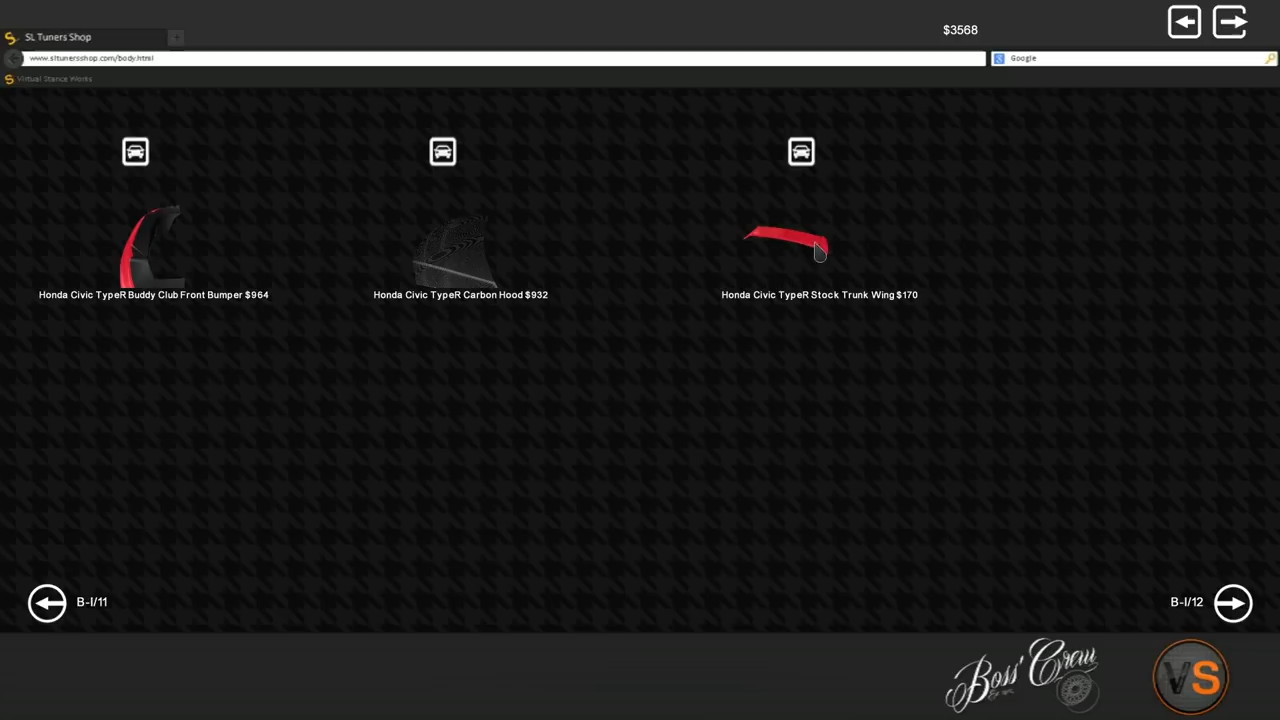 $3568
SL Tuners Shop
www.sltunersshop.com/body.html
Google
Virtual Stance Works
Honda Civic TypeR Buddy Club Front Bumper $964
Honda Civic TypeR Carbon Hood $932
Honda Civic TypeR Stock Trunk Wing $170
B-I/11
B-I/12
Boss' Crew
VS